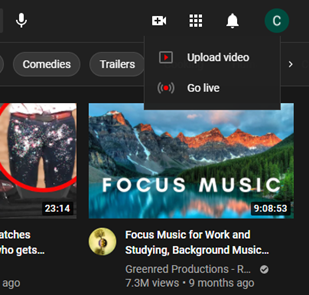 C
Upload video
Comedies
Trailers
Go live
FOCUS MUSIC
23:14
9:08:53
atches
who gets...
Focus Music for Work and
Studying, Background Music...
Greenred Productions - R...
ago
7.3M views • 9 months ago